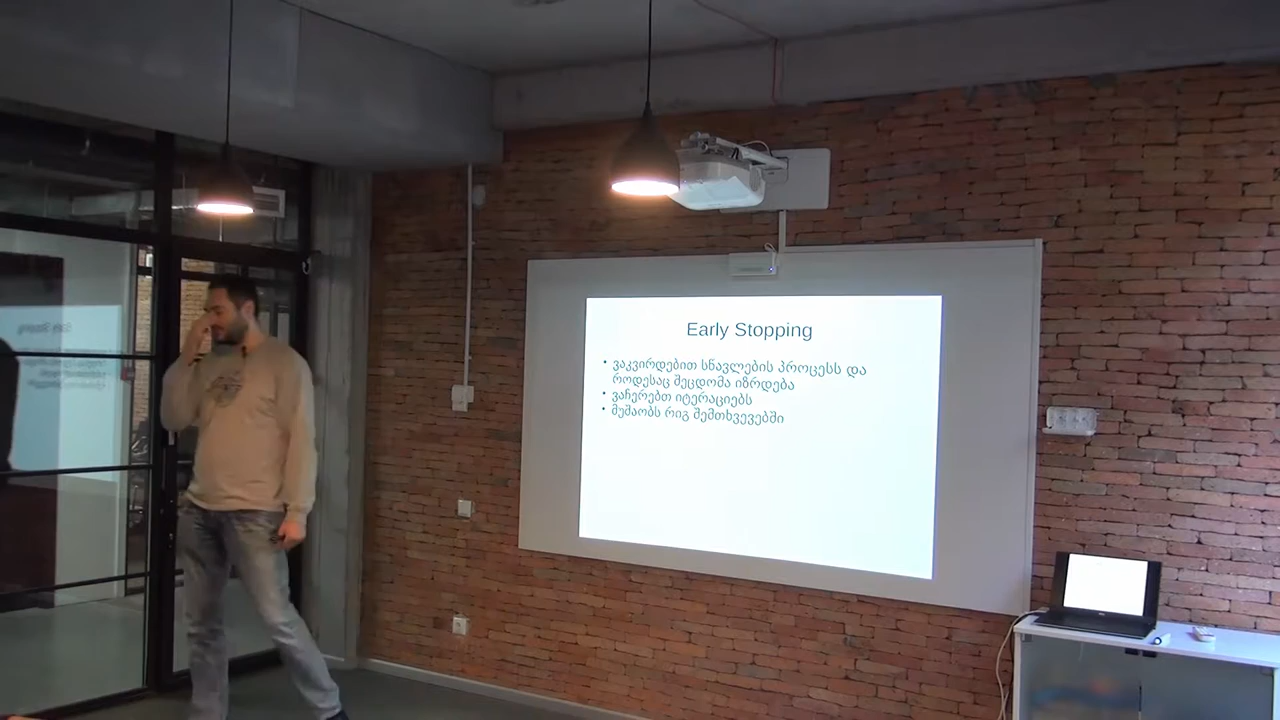 Early Stopping
• ვაკვირდებით სწავლების პროცესს და
როდესაც შეცდომა იზრდება
• ვაჩერებთ იტერაციებს
• მუშაობს რიგ შემთხვევებში